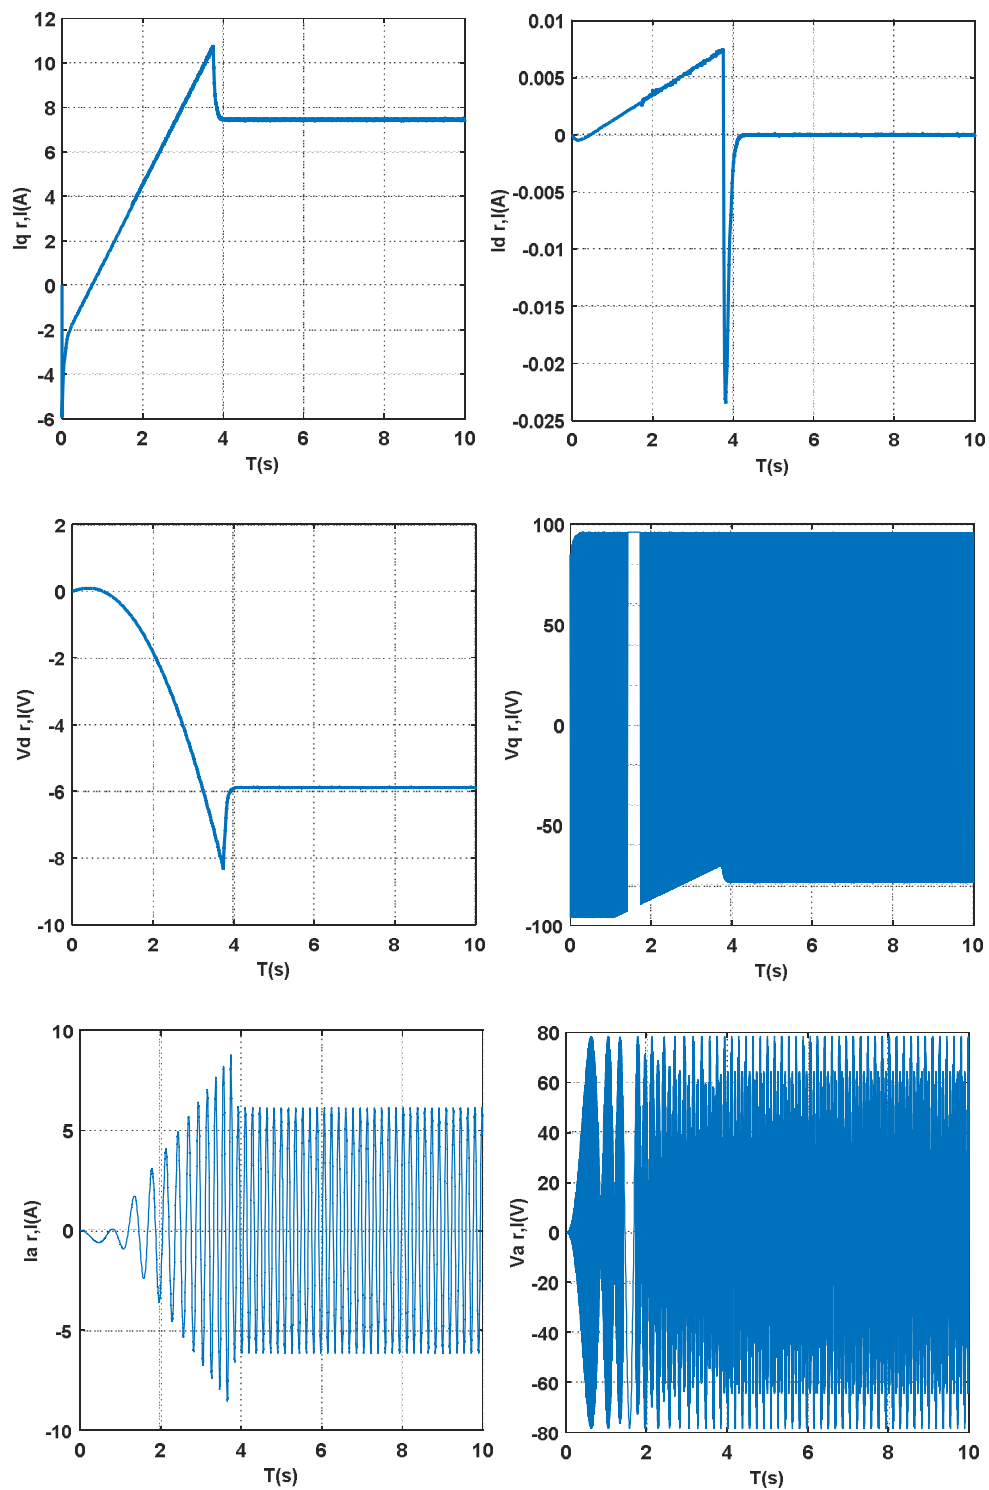 12
10
8
6
4
2
0
-2
-4
-6
0 2 4 6 8 10
T(s)
Iq r,l(A)
0.01
0.005
0
-0.005
-0.01
-0.015
-0.02
-0.025
0 2 4 6 8 10
T(s)
Id r,l(A)
2
0
-2
-4
-6
-8
-10
0 2 4 6 8 10
T(s)
Vd r,l(V)
100
50
0
-50
-100
0 2 4 6 8 10
T(s)
Vq r,l(V)
10
5
0
-5
-10
0 2 4 6 8 10
T(s)
Ia r,l(A)
80
60
40
20
0
-20
-40
-60
-80
0 2 4 6 8 10
T(s)
Va r,l(V)